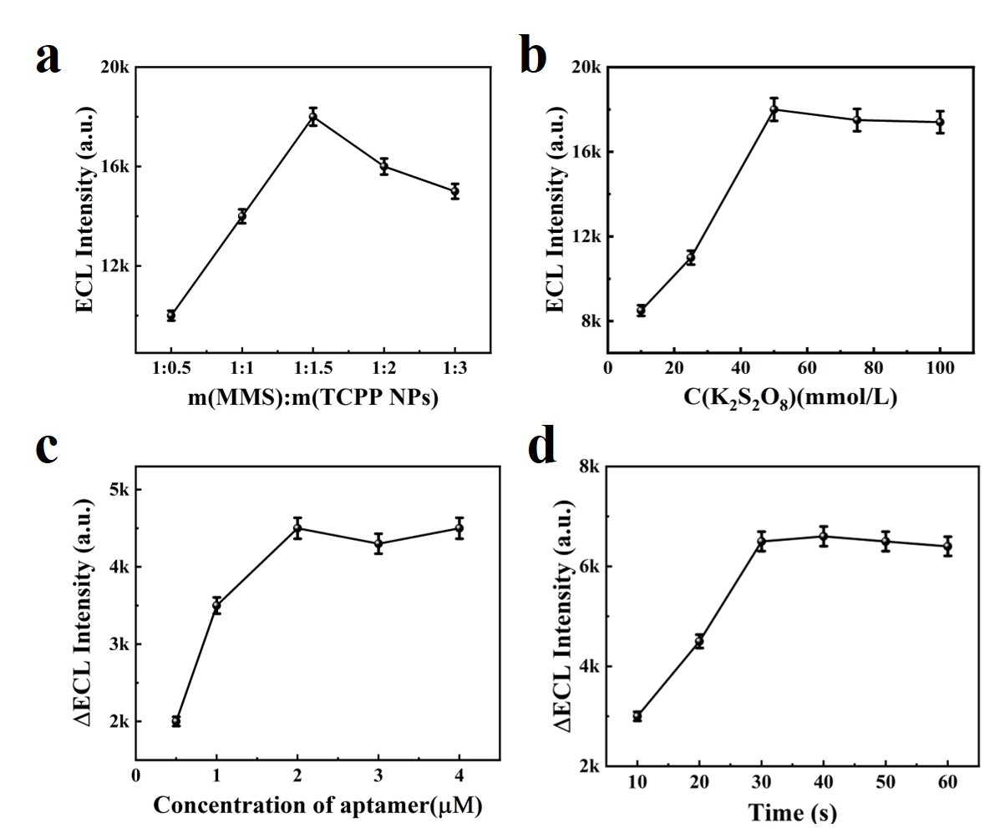 a
20k
16k
12k
ECL Intensity (a.u.)
1:0.5 1:1 1:1.5 1:2 1:3
m(MMS):m(TCPP NPs)
b
20k
16k
12k
8k
ECL Intensity (a.u.)
0 20 40 60 80 100
C(K₂S₂O₈)(mmol/L)
c
5k
4k
3k
2k
ΔECL Intensity (a.u.)
0 1 2 3 4
Concentration of aptamer(μM)
d
8k
6k
4k
2k
ΔECL Intensity (a.u.)
10 20 30 40 50 60
Time (s)